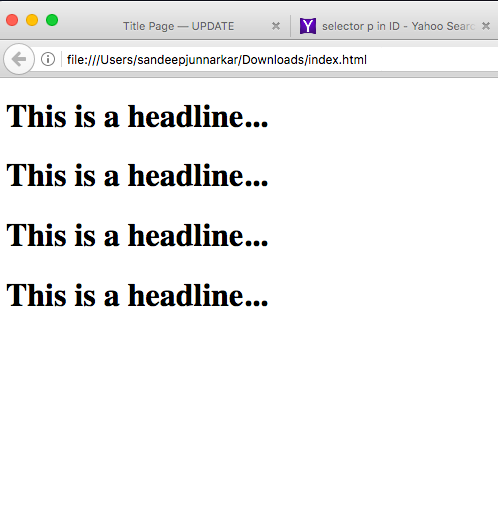 Title Page — UPDATE
selector p in ID - Yahoo Searc
file:///Users/sandeepjunnarkar/Downloads/index.html
This is a headline...
This is a headline...
This is a headline...
This is a headline...